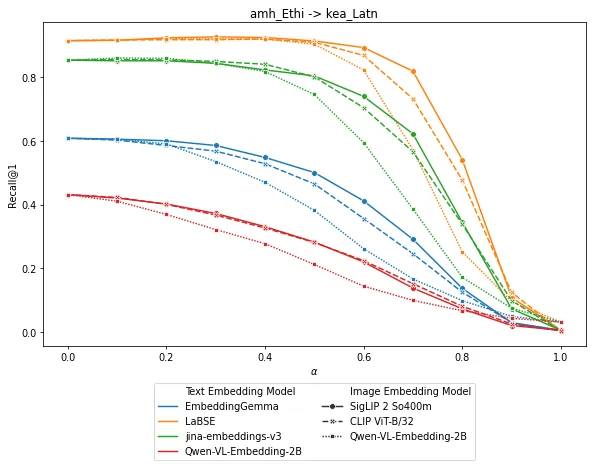 amh_Ethi -> kea_Latn
Recall@1
0.8
0.6
0.4
0.2
0.0
0.0 0.2 0.4 0.6 0.8 1.0
α
Text Embedding Model Image Embedding Model
EmbeddingGemma SigLIP 2 So400m
LaBSE CLIP ViT-B/32
jina-embeddings-v3 Qwen-VL-Embedding-2B
Qwen-VL-Embedding-2B